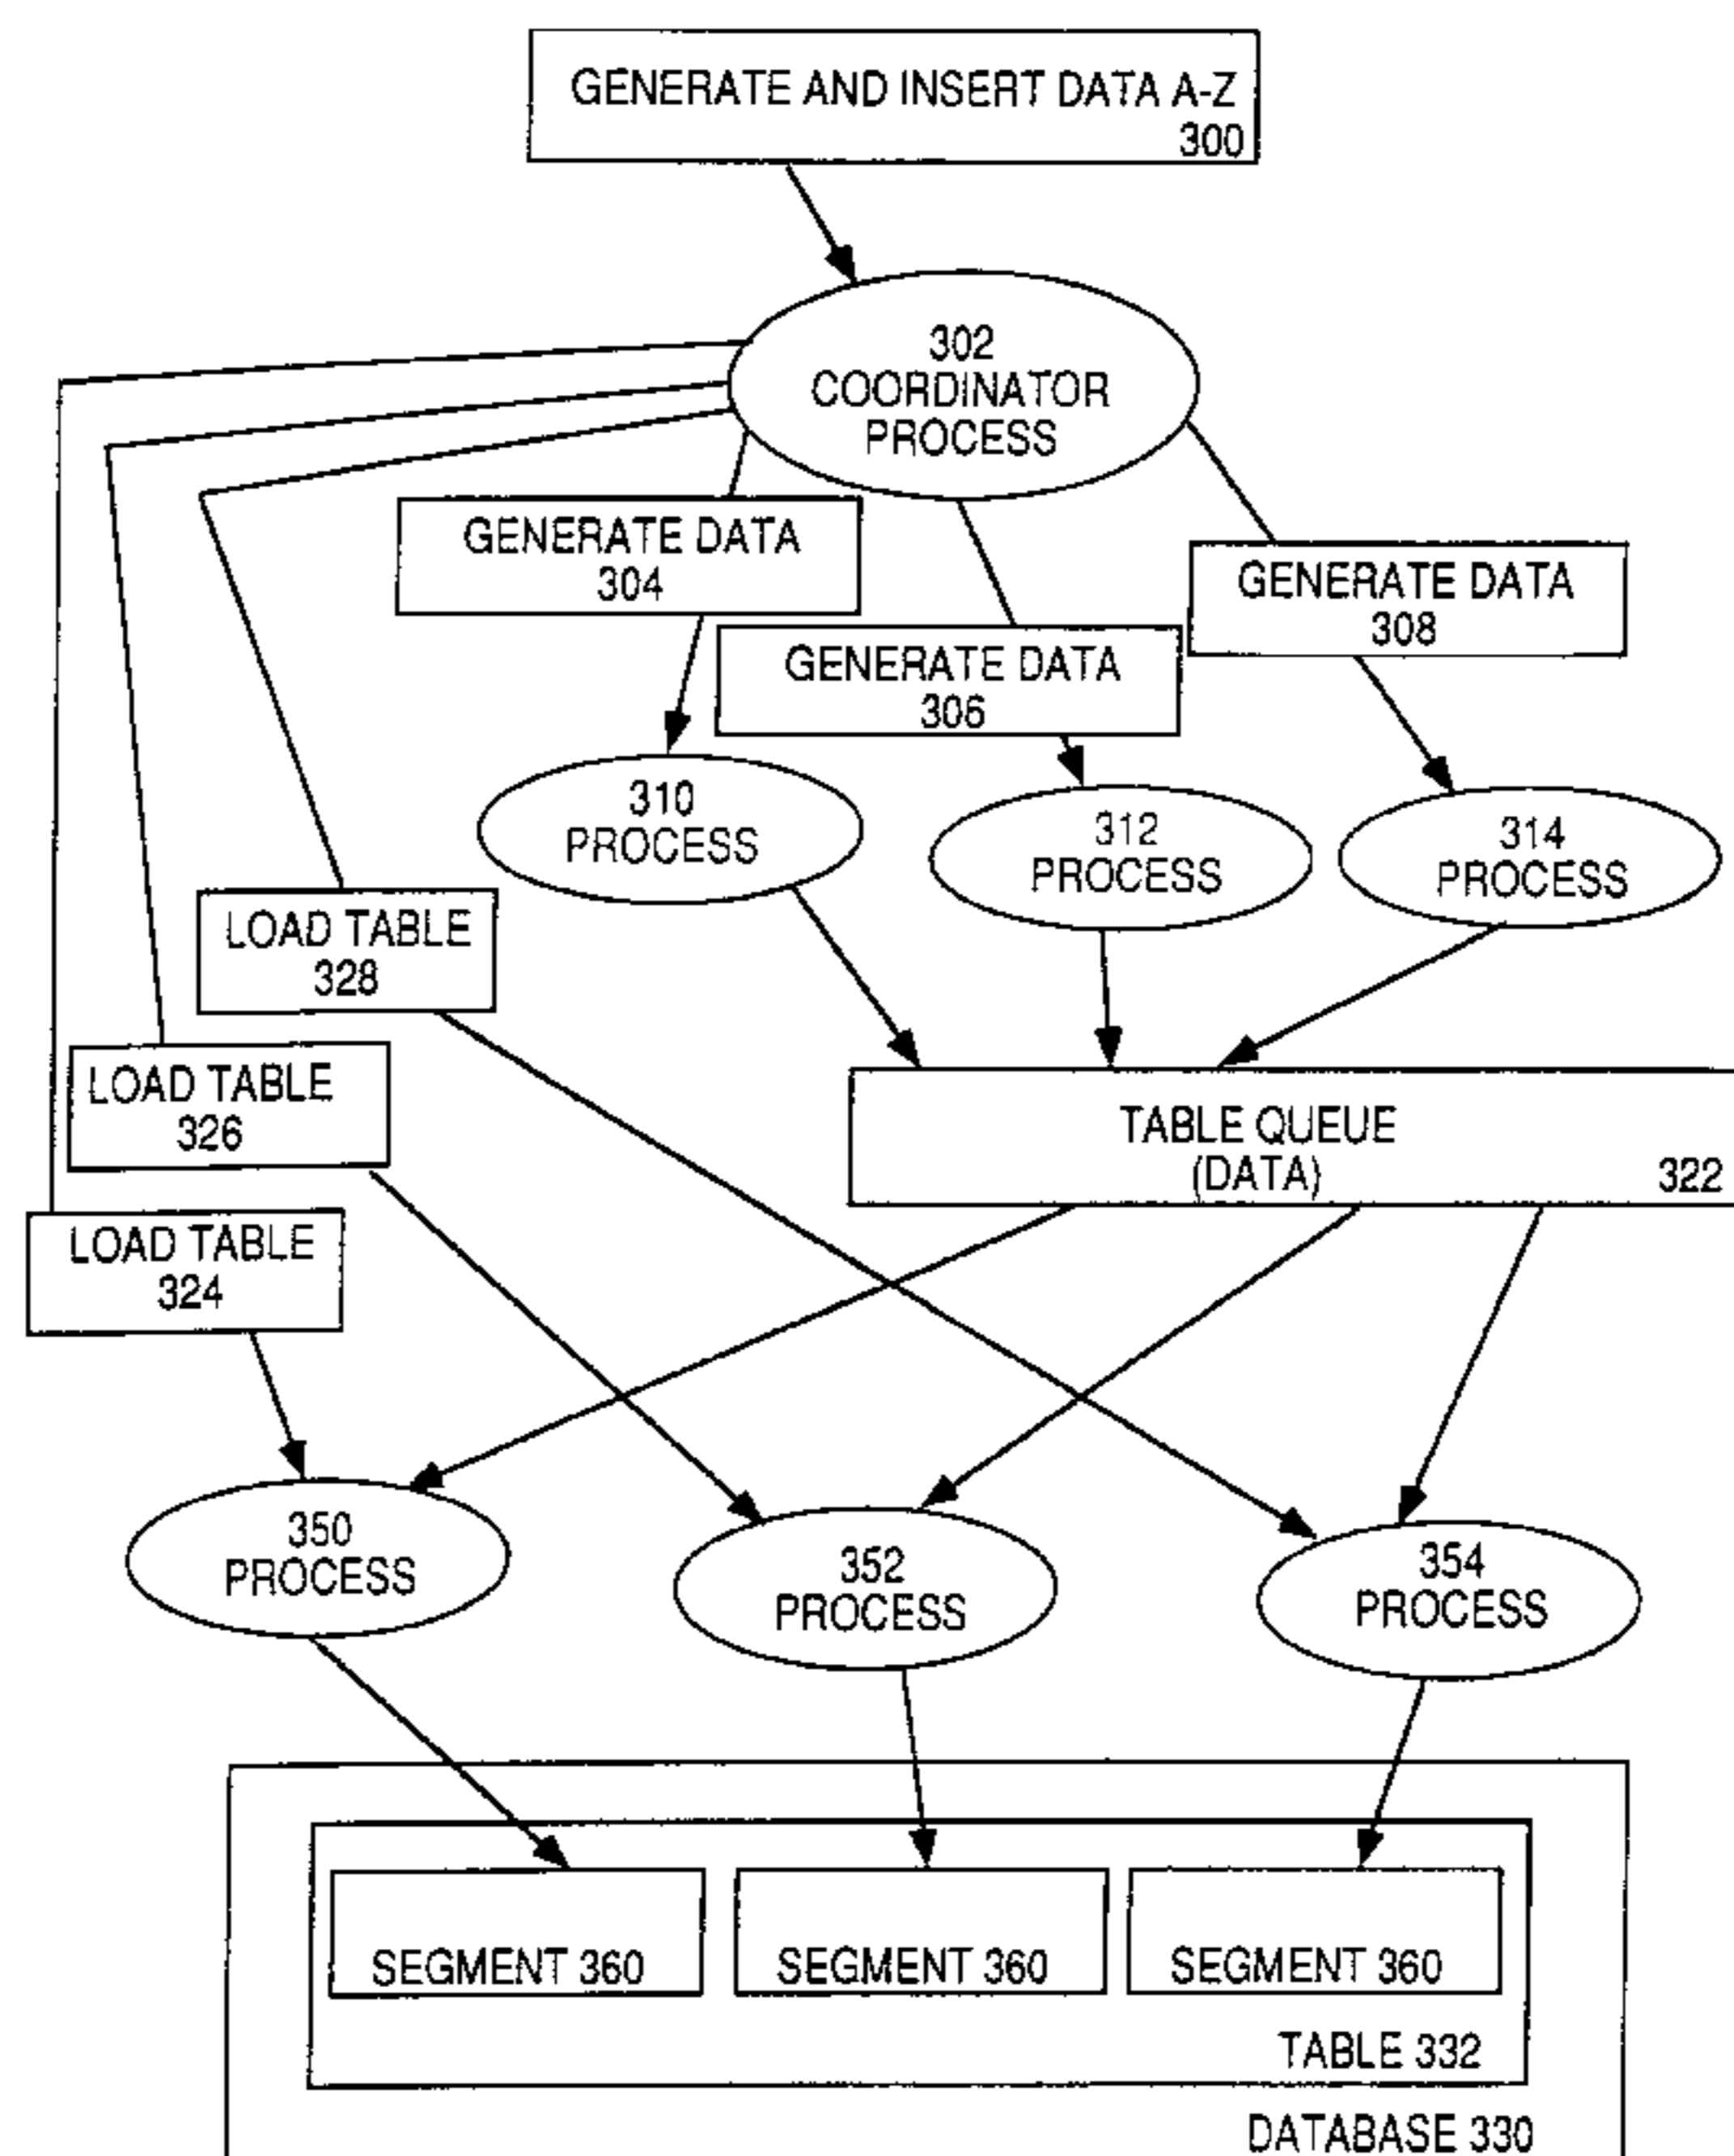 GENERATE AND INSERT DATA A-Z
300
302
COORDINATOR
PROCESS
GENERATE DATA
304
GENERATE DATA
306
GENERATE DATA
308
310
PROCESS
312
PROCESS
314
PROCESS
LOAD TABLE
328
LOAD TABLE
326
LOAD TABLE
324
TABLE QUEUE
(DATA)
322
350
PROCESS
352
PROCESS
354
PROCESS
SEGMENT 360
SEGMENT 360
SEGMENT 360
TABLE 332
DATABASE 330